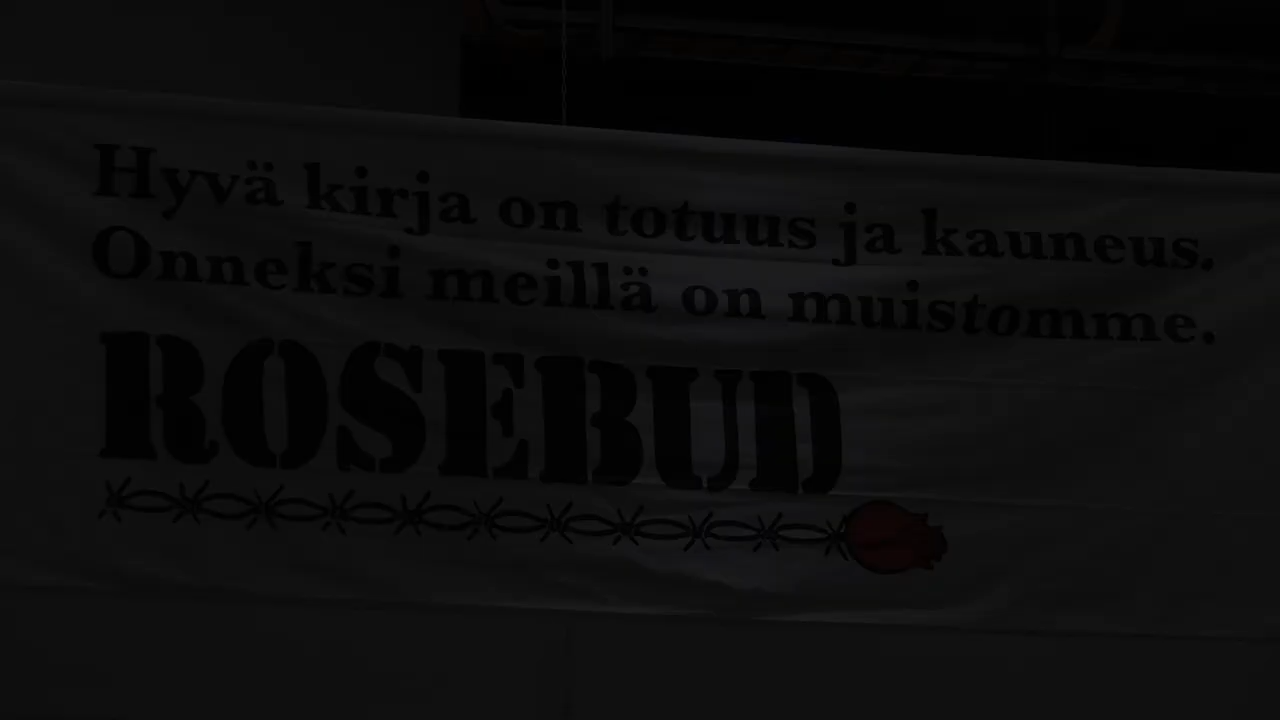 Hyvä kirja on totuus ja kauneus.
Onneksi meillä on muistomme.
ROSEBUD